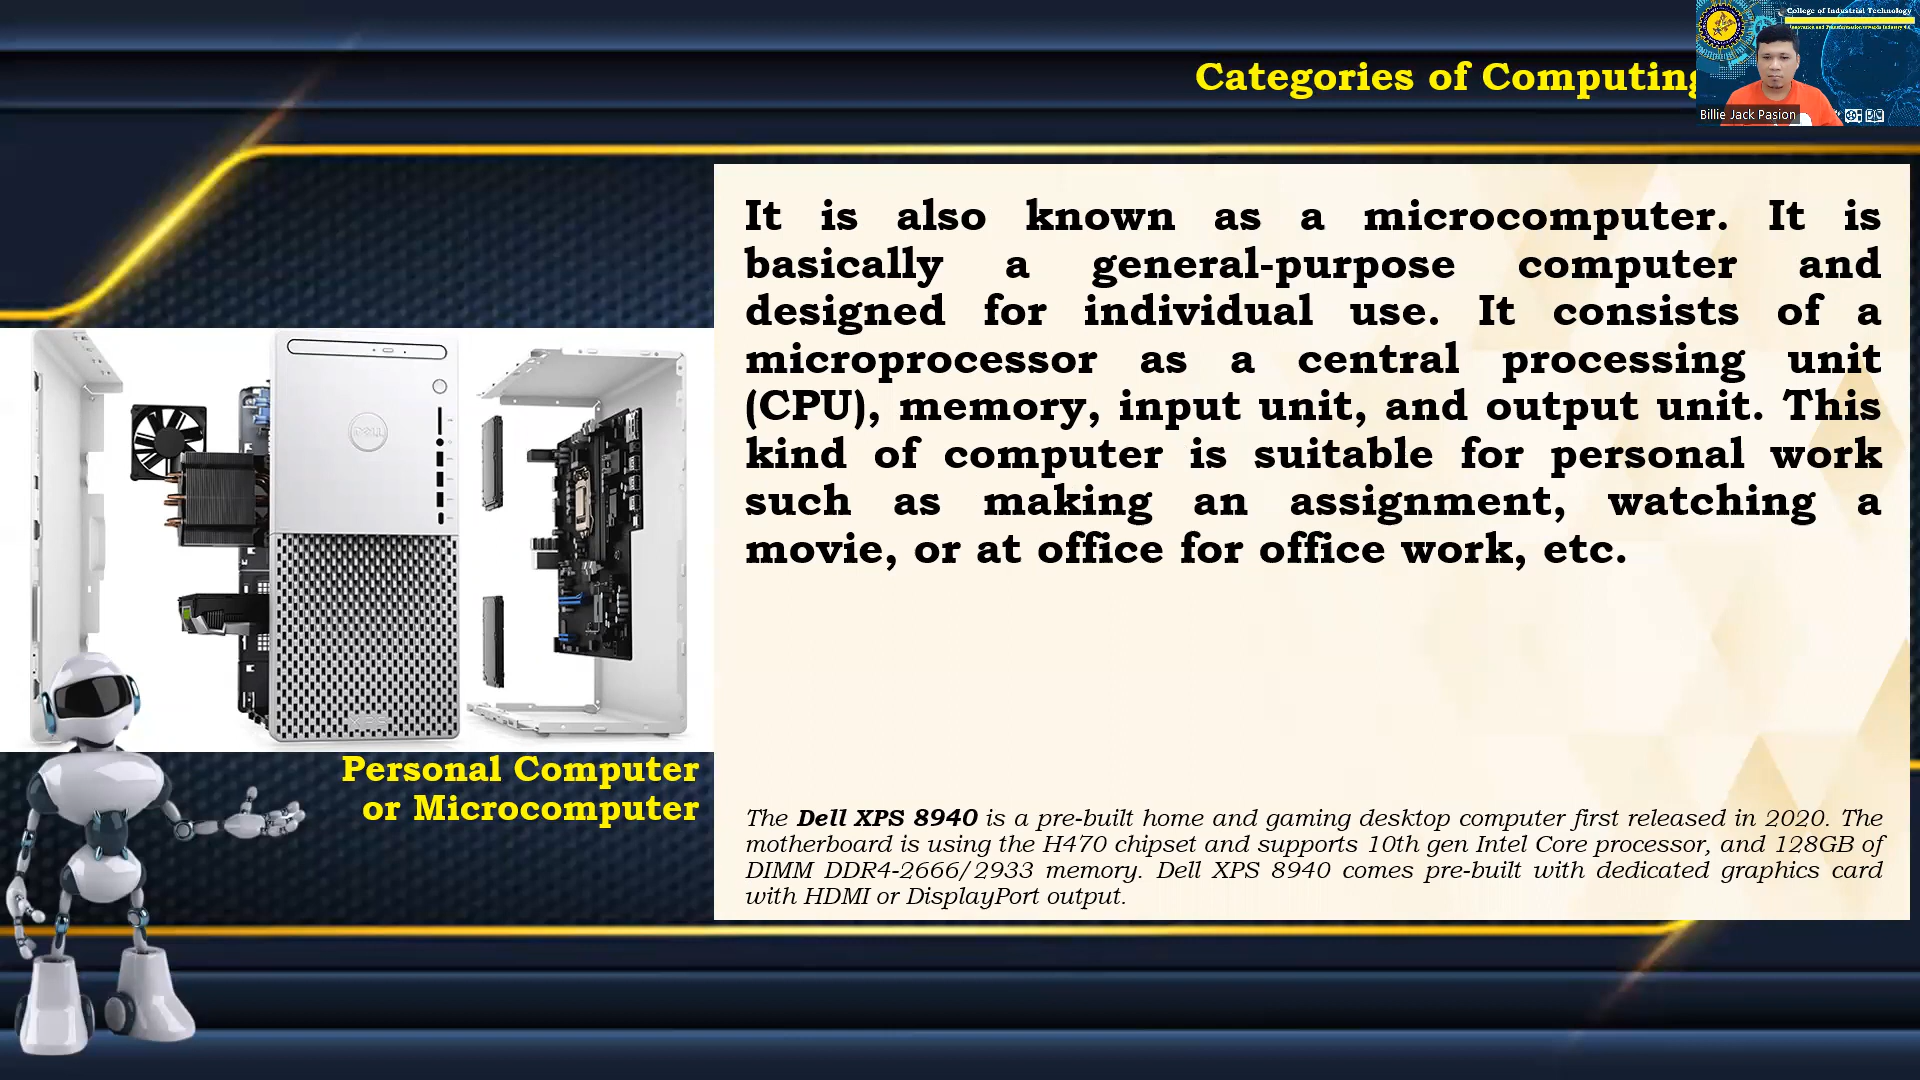 College of Industrial Technology
Categories of Computing
Billie Jack Pasion
It is also known as a microcomputer. It is
basically a general-purpose computer and
designed for individual use. It consists of a
microprocessor as a central processing unit
(CPU), memory, input unit, and output unit. This
kind of computer is suitable for personal work
such as making an assignment, watching a
movie, or at office for office work, etc.
DELL
XPS
Personal Computer
or Microcomputer
The Dell XPS 8940 is a pre-built home and gaming desktop computer first released in 2020. The
motherboard is using the H470 chipset and supports 10th gen Intel Core processor, and 128GB of
DIMM DDR4-2666/2933 memory. Dell XPS 8940 comes pre-built with dedicated graphics card
with HDMI or DisplayPort output.